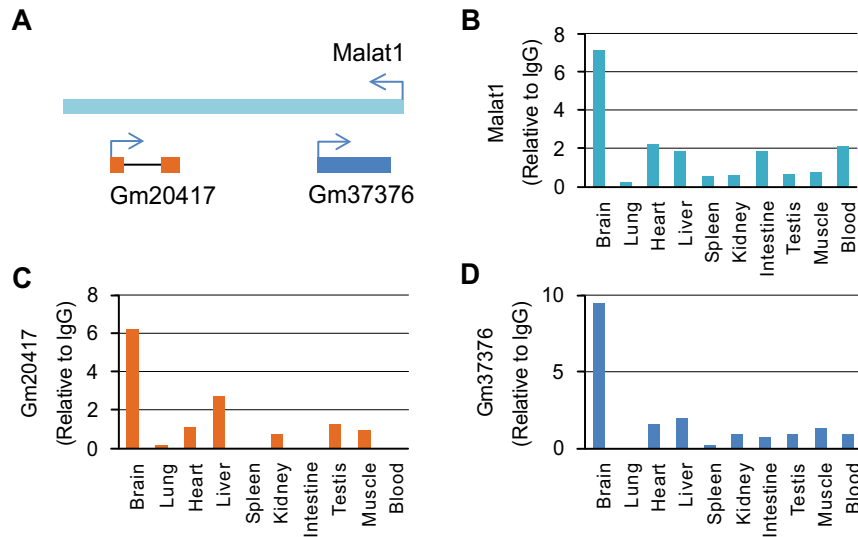 A
Malat1
Gm20417
Gm37376
B
Malat1
(Relative to IgG)
8
6
4
2
0
Brain
Lung
Heart
Liver
Spleen
Kidney
Intestine
Testis
Muscle
Blood
C
Gm20417
(Relative to IgG)
8
6
4
2
0
Brain
Lung
Heart
Liver
Spleen
Kidney
Intestine
Testis
Muscle
Blood
D
Gm37376
(Relative to IgG)
10
5
0
Brain
Lung
Heart
Liver
Spleen
Kidney
Intestine
Testis
Muscle
Blood